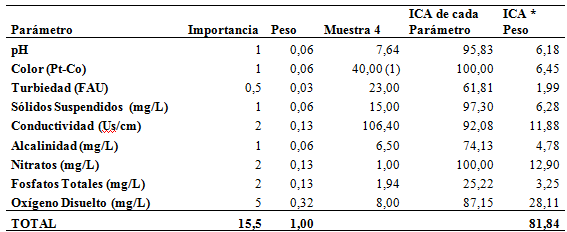 Parámetro Importancia Peso Muestra 4 ICA de cada Parámetro ICA * Peso
pH 1 0,06 7,64 95,83 6,18
Color (Pt-Co) 1 0,06 40,00 (1) 100,00 6,45
Turbiedad (FAU) 0,5 0,03 23,00 61,81 1,99
Sólidos Suspendidos (mg/L) 1 0,06 15,00 97,30 6,28
Conductividad (Us/cm) 2 0,13 106,40 92,08 11,88
Alcalinidad (mg/L) 1 0,06 6,50 74,13 4,78
Nitratos (mg/L) 2 0,13 1,00 100,00 12,90
Fosfatos Totales (mg/L) 2 0,13 1,94 25,22 3,25
Oxígeno Disuelto (mg/L) 5 0,32 8,00 87,15 28,11
TOTAL 15,5 1,00 81,84